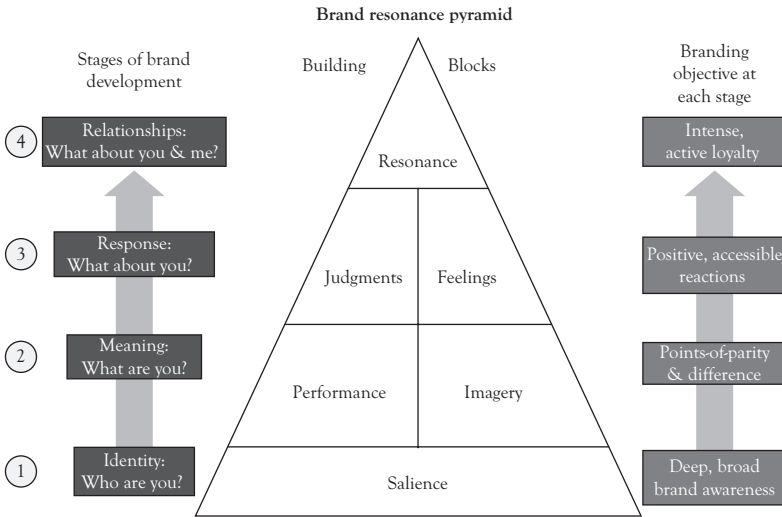 Brand resonance pyramid
Stages of brand
development
Building
Blocks
Branding
objective at
each stage
4
Relationships:
What about you & me?
Resonance
Intense,
active loyalty
3
Response:
What about you?
Judgments
Feelings
Positive, accessible
reactions
2
Meaning:
What are you?
Performance
Imagery
Points-of-parity
& difference
1
Identity:
Who are you?
Salience
Deep, broad
brand awareness